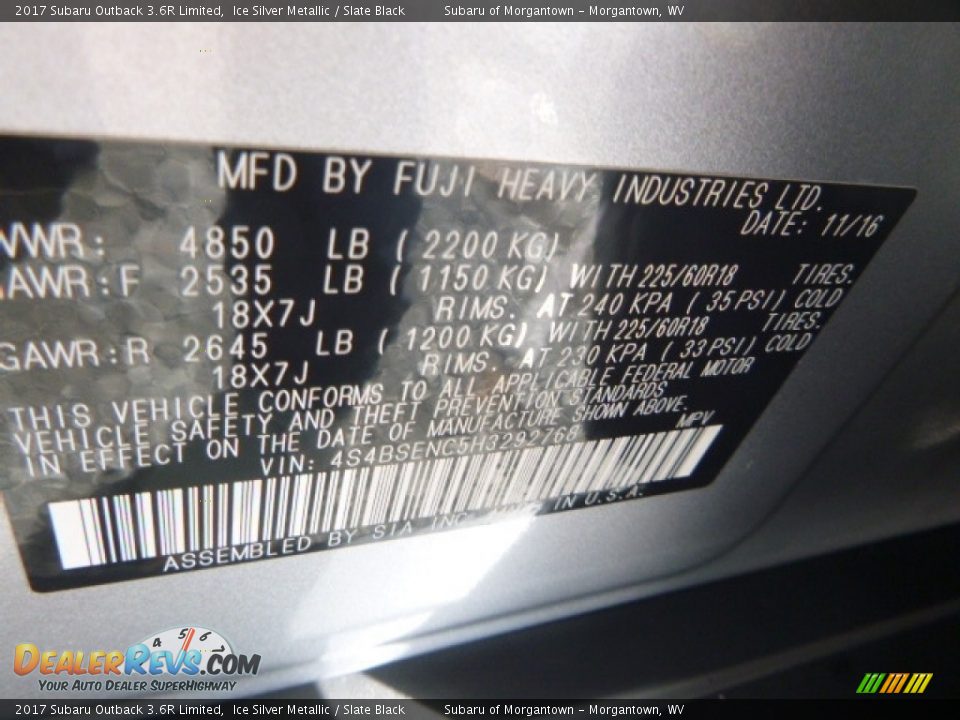 2017 Subaru Outback 3.6R Limited, Ice Silver Metallic / Slate Black Subaru of Morgantown - Morgantown, WV
MFD BY FUJI HEAVY INDUSTRIES LTD.
DATE: 11/16
VWR: 4850 LB (2200 KG)
AWR:F 2535 LB (1150 KG) WITH 225/60R18 TIRES.
18X7J RIMS. AT 240 KPA (35 PSI) COLD
GAWR:R 2645 LB (1200 KG) WITH 225/60R18 TIRES.
18X7J RIMS. AT 230 KPA (33 PSI) COLD
THIS VEHICLE CONFORMS TO ALL APPLICABLE FEDERAL MOTOR
VEHICLE SAFETY AND THEFT PREVENTION STANDARDS
IN EFFECT ON THE DATE OF MANUFACTURE SHOWN ABOVE.
VIN: 4S4BSENC5H3292768 MPV
ASSEMBLED BY SIA INC. IN U.S.A.
4 5 6
DEALERREVS.COM
YOUR AUTO DEALER SUPERHIGHWAY
2017 Subaru Outback 3.6R Limited, Ice Silver Metallic / Slate Black Subaru of Morgantown - Morgantown, WV